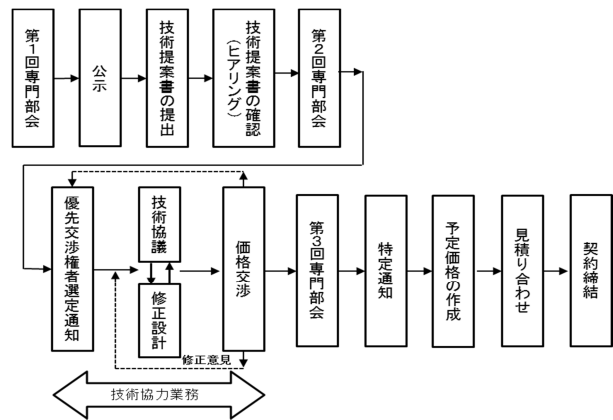 第1回専門部会
公示
技術提案書の提出
技術提案書の確認
(ヒアリング)
第2回専門部会
優先交渉権者選定通知
技術協議
修正設計
価格交渉
第3回専門部会
特定通知
予定価格の作成
見積り合わせ
契約締結
修正意見
技術協力業務